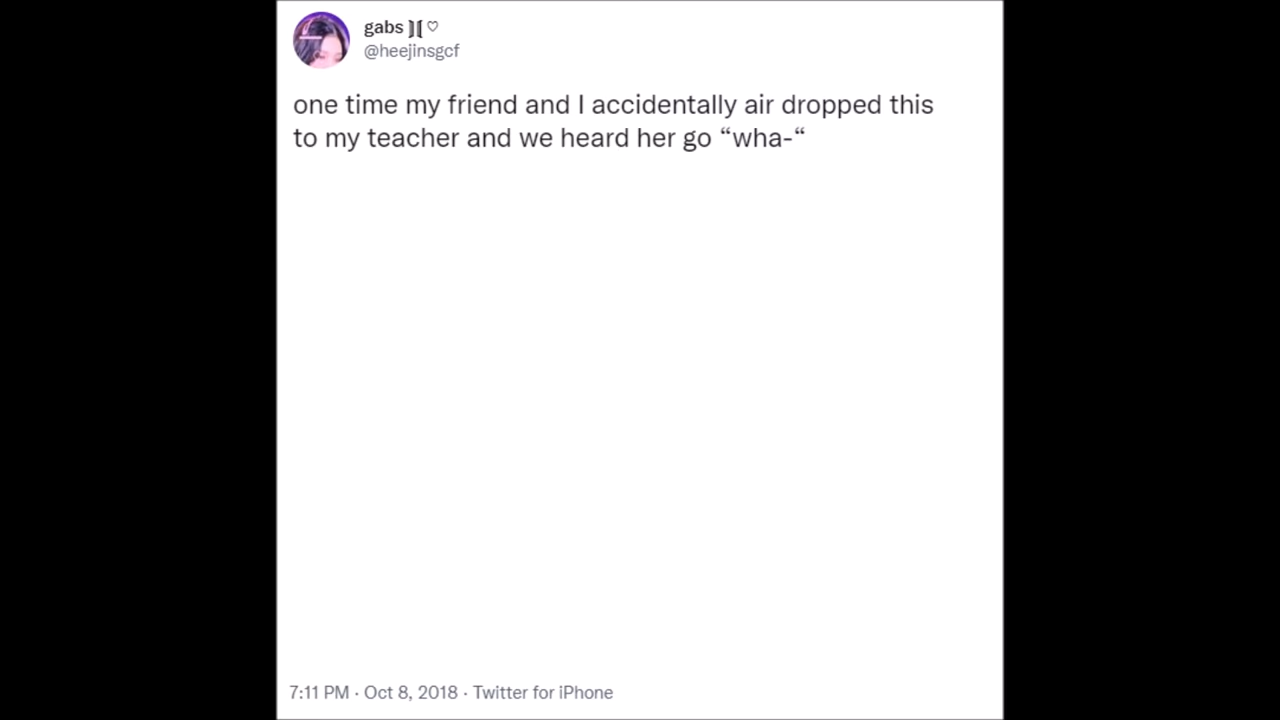 gabs ]|[ ♡
@heejinsgcf
one time my friend and I accidentally air dropped this
to my teacher and we heard her go “wha-“
7:11 PM · Oct 8, 2018 · Twitter for iPhone